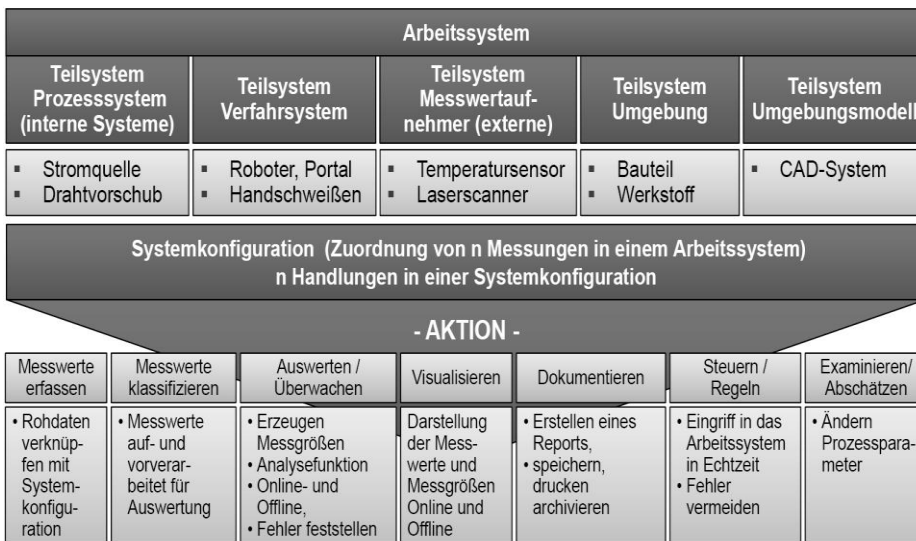 Arbeitssystem
Teilsystem
Prozesssystem
(interne Systeme)
Teilsystem
Verfahrsystem
Teilsystem
Messwertauf-
nehmer (externe)
Teilsystem
Umgebung
Teilsystem
Umgebungsmodell
▪ Stromquelle
▪ Drahtvorschub
▪ Roboter, Portal
▪ Handschweißen
▪ Temperatursensor
▪ Laserscanner
▪ Bauteil
▪ Werkstoff
▪ CAD-System
Systemkonfiguration (Zuordnung von n Messungen in einem Arbeitssystem)
n Handlungen in einer Systemkonfiguration
- AKTION -
Messwerte
erfassen
Messwerte
klassifizieren
Auswerten /
Überwachen
Visualisieren
Dokumentieren
Steuern /
Regeln
Examinieren/
Abschätzen
• Rohdaten
verknüp-
fen mit
System-
konfigu-
ration
• Messwerte
auf- und
vorverar-
beitet für
Auswertung
• Erzeugen
Messgrößen
• Analysefunktion
• Online- und
Offline,
• Fehler feststellen
Darstellung
der Mess-
werte und
Messgrößen
Online und
Offline
• Erstellen eines
Reports,
• speichern,
drucken
archivieren
• Eingriff in das
Arbeitssystem
in Echtzeit
• Fehler
vermeiden
• Ändern
Prozesspara-
meter